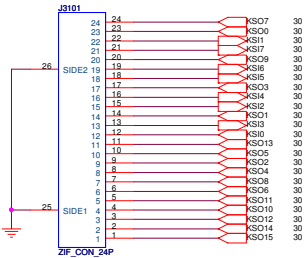 J3101
24 24 KSO7 30
23 23 KSO0 30
22 22 KSI1 30
21 21 KSI7 30
20 20 KSO9 30
26 SIDE2 19 19 KSI6 30
18 18 KSI5 30
17 17 KSO3 30
16 16 KSI4 30
15 15 KSI2 30
14 14 KSO1 30
13 13 KSI3 30
12 12 KSI0 30
11 11 KSO13 30
10 10 KSO5 30
9 9 KSO2 30
8 8 KSO4 30
7 7 KSO8 30
6 6 KSO6 30
5 5 KSO11 30
25 SIDE1 4 4 KSO10 30
3 3 KSO12 30
2 2 KSO14 30
1 1 KSO15 30
ZIF_CON_24P